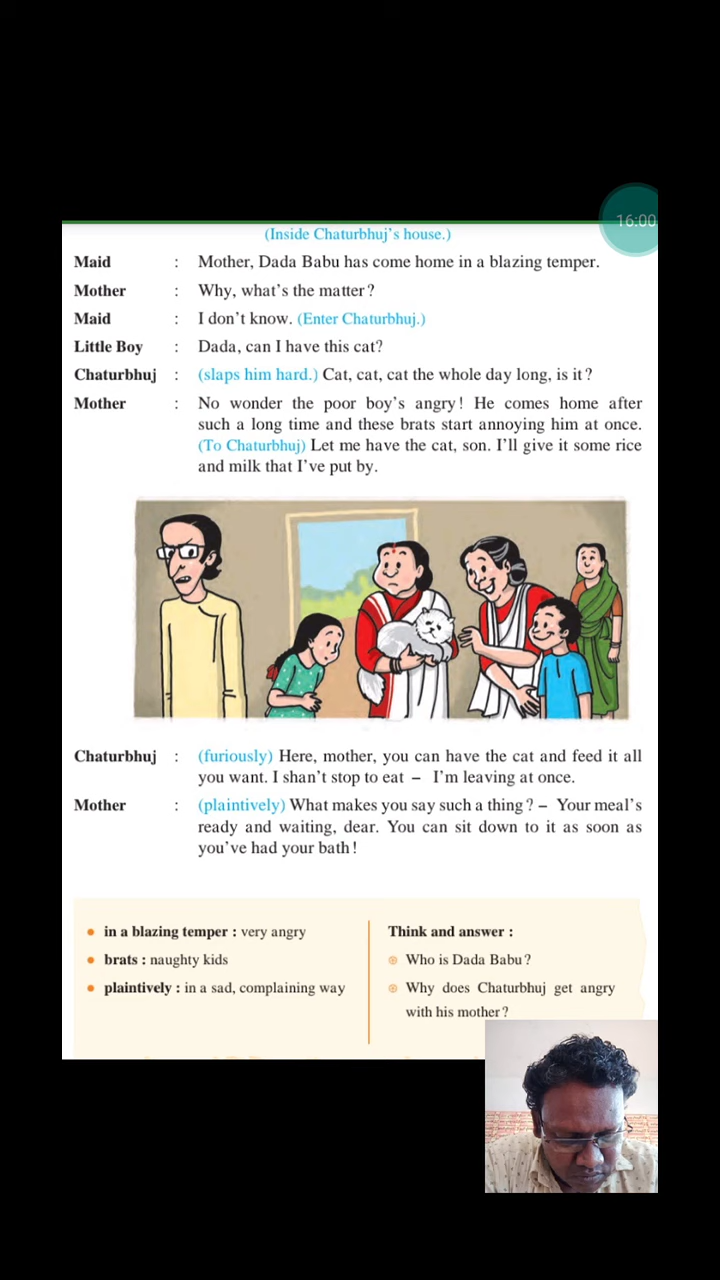 16:00
(Inside Chaturbhuj's house.)
Maid : Mother, Dada Babu has come home in a blazing temper.
Mother : Why, what's the matter?
Maid : I don't know. (Enter Chaturbhuj.)
Little Boy : Dada, can I have this cat?
Chaturbhuj : (slaps him hard.) Cat, cat, cat the whole day long, is it?
Mother : No wonder the poor boy's angry! He comes home after
such a long time and these brats start annoying him at once.
(To Chaturbhuj) Let me have the cat, son. I'll give it some rice
and milk that I've put by.
Chaturbhuj : (furiously) Here, mother, you can have the cat and feed it all
you want. I shan't stop to eat – I'm leaving at once.
Mother : (plaintively) What makes you say such a thing? – Your meal's
ready and waiting, dear. You can sit down to it as soon as
you've had your bath!
in a blazing temper : very angry
brats : naughty kids
plaintively : in a sad, complaining way
Think and answer :
Who is Dada Babu?
Why does Chaturbhuj get angry
with his mother?